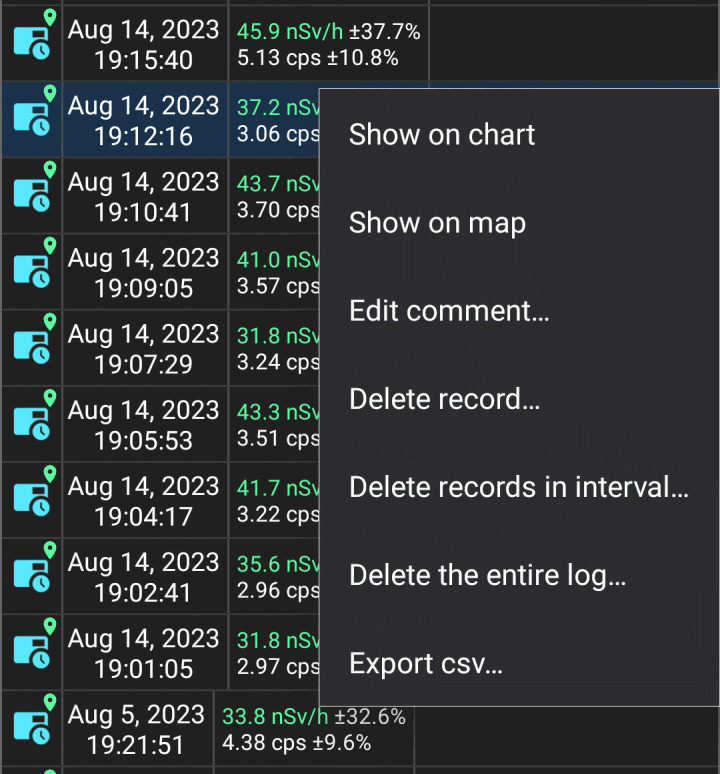 Aug 14, 2023
19:15:40
45.9 nSv/h ±37.7%
5.13 cps ±10.8%
Aug 14, 2023
19:12:16
37.2 nSv
3.06 cps
Aug 14, 2023
19:10:41
43.7 nSv
3.70 cps
Aug 14, 2023
19:09:05
41.0 nSv
3.57 cps
Aug 14, 2023
19:07:29
31.8 nSv
3.24 cps
Aug 14, 2023
19:05:53
43.3 nSv
3.51 cps
Aug 14, 2023
19:04:17
41.7 nSv
3.22 cps
Aug 14, 2023
19:02:41
35.6 nSv
2.96 cps
Aug 14, 2023
19:01:05
31.8 nSv
2.97 cps
Aug 5, 2023
19:21:51
33.8 nSv/h ±32.6%
4.38 cps ±9.6%
Show on chart
Show on map
Edit comment…
Delete record…
Delete records in interval…
Delete the entire log…
Export csv…